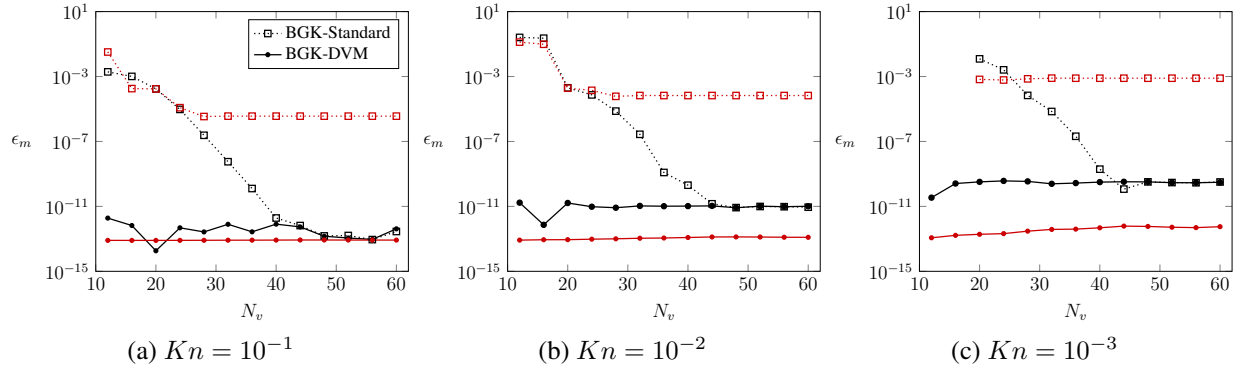 10^1
10^{-3}
10^{-7}
10^{-11}
10^{-15}
ϵ_m
10 20 30 40 50 60
N_v
BGK-Standard
BGK-DVM
(a) Kn = 10^{-1}
10^1
10^{-3}
10^{-7}
10^{-11}
10^{-15}
ϵ_m
10 20 30 40 50 60
N_v
(b) Kn = 10^{-2}
10^1
10^{-3}
10^{-7}
10^{-11}
10^{-15}
ϵ_m
10 20 30 40 50 60
N_v
(c) Kn = 10^{-3}